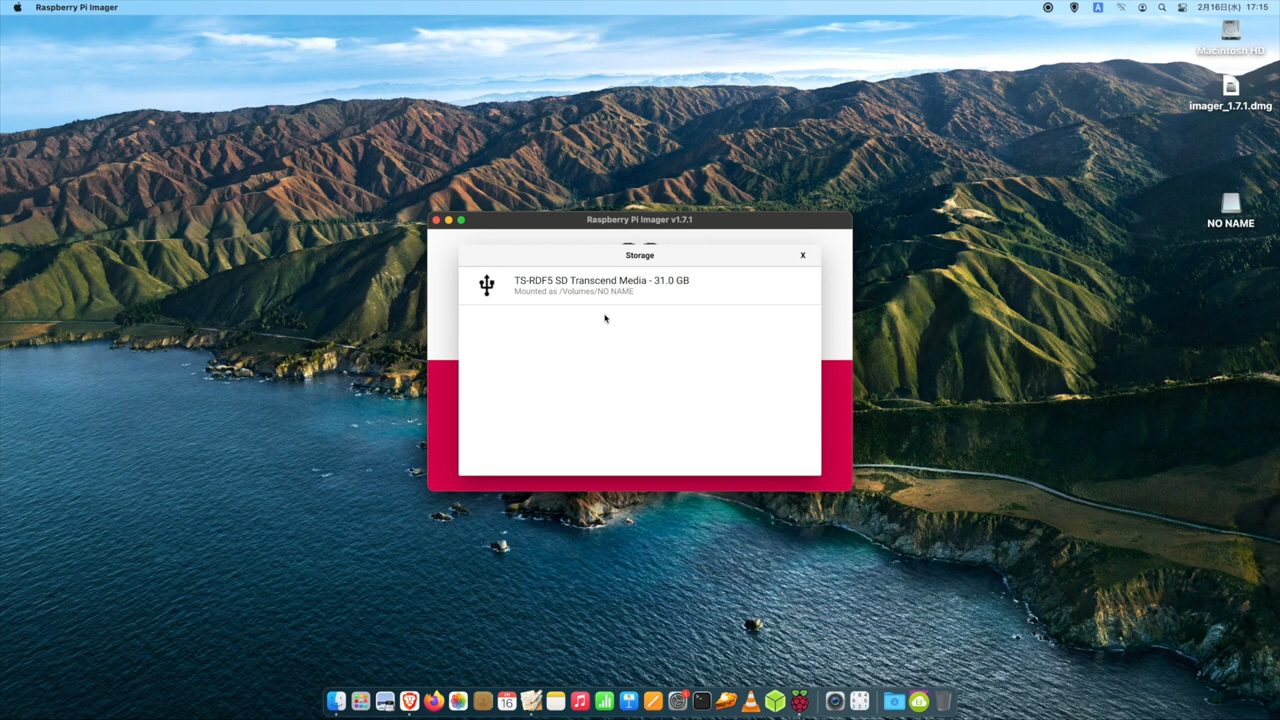 Raspberry Pi Imager
A
2月16日(水) 17:15
Macintosh HD
imager_1.7.1.dmg
NO NAME
Raspberry Pi Imager v1.7.1
Storage
X
TS-RDF5 SD Transcend Media - 31.0 GB
Mounted as /Volumes/NO NAME
16